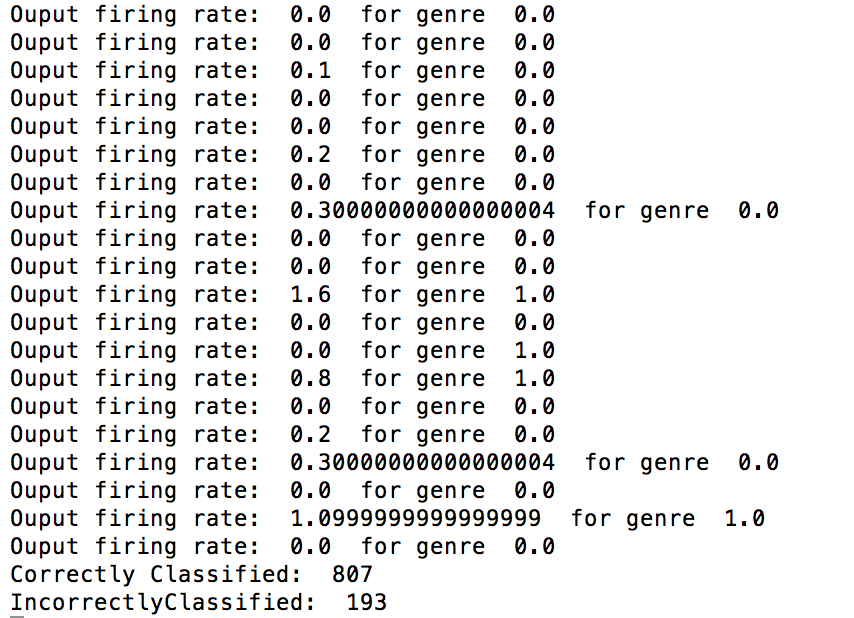 Ouput firing rate:  0.0  for genre  0.0
Ouput firing rate:  0.0  for genre  0.0
Ouput firing rate:  0.1  for genre  0.0
Ouput firing rate:  0.0  for genre  0.0
Ouput firing rate:  0.0  for genre  0.0
Ouput firing rate:  0.2  for genre  0.0
Ouput firing rate:  0.0  for genre  0.0
Ouput firing rate:  0.30000000000000004  for genre  0.0
Ouput firing rate:  0.0  for genre  0.0
Ouput firing rate:  0.0  for genre  0.0
Ouput firing rate:  1.6  for genre  1.0
Ouput firing rate:  0.0  for genre  0.0
Ouput firing rate:  0.0  for genre  1.0
Ouput firing rate:  0.8  for genre  1.0
Ouput firing rate:  0.0  for genre  0.0
Ouput firing rate:  0.2  for genre  0.0
Ouput firing rate:  0.30000000000000004  for genre  0.0
Ouput firing rate:  0.0  for genre  0.0
Ouput firing rate:  1.0999999999999999  for genre  1.0
Ouput firing rate:  0.0  for genre  0.0
Correctly Classified:  807
IncorrectlyClassified:  193